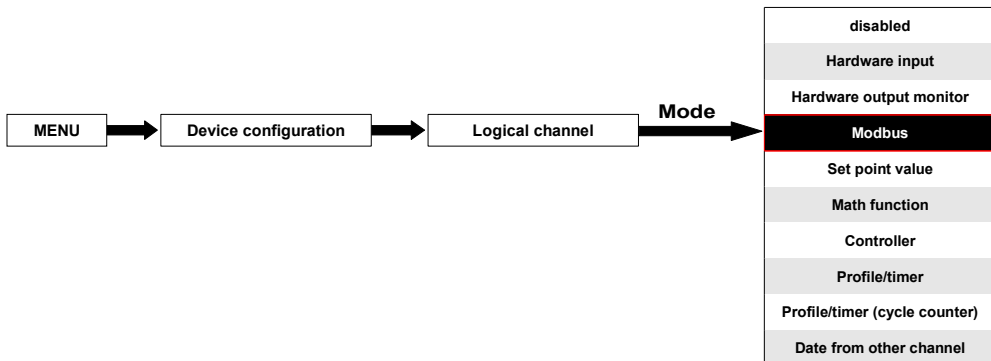 disabled
Hardware input
Hardware output monitor
MENU
Device configuration
Logical channel
Mode
Modbus
Set point value
Math function
Controller
Profile/timer
Profile/timer (cycle counter)
Date from other channel